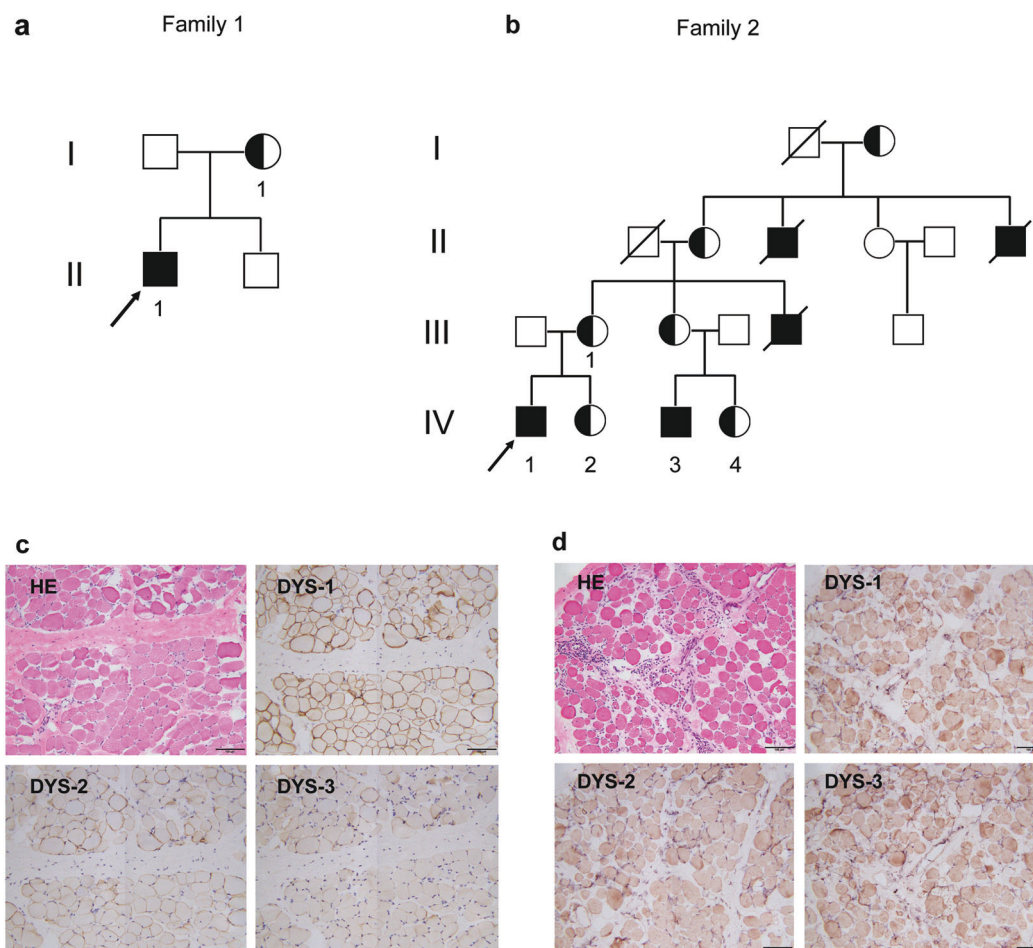 a
Family 1
b
Family 2
I
1
II
1
I
II
III
1
IV
1 2 3 4
c
HE
DYS-1
DYS-2
DYS-3
d
HE
DYS-1
DYS-2
DYS-3